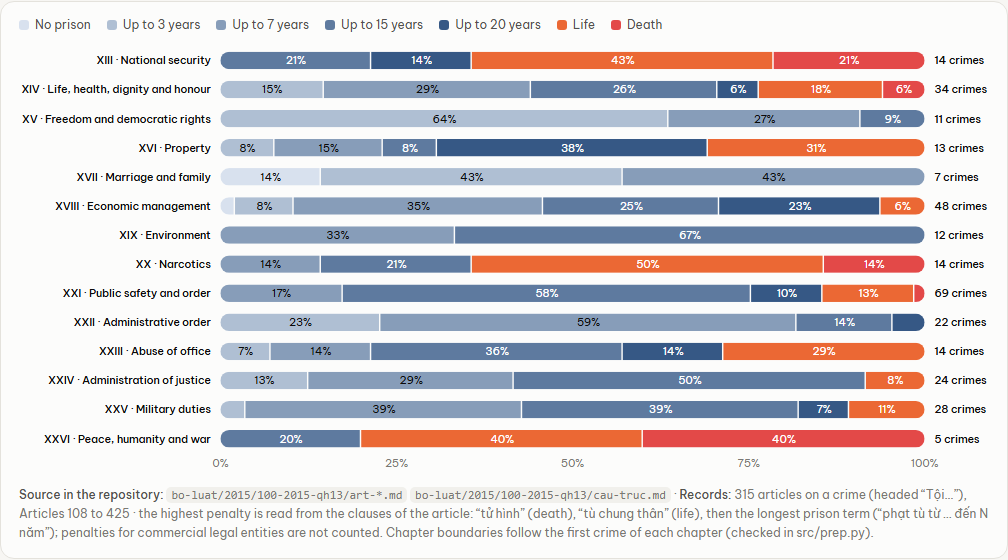 No prison Up to 3 years Up to 7 years Up to 15 years Up to 20 years Life Death
XIII · National security 21% 14% 43% 21% 14 crimes
XIV · Life, health, dignity and honour 15% 29% 26% 6% 18% 6% 34 crimes
XV · Freedom and democratic rights 64% 27% 9% 11 crimes
XVI · Property 8% 15% 8% 38% 31% 13 crimes
XVII · Marriage and family 14% 43% 43% 7 crimes
XVIII · Economic management 8% 35% 25% 23% 6% 48 crimes
XIX · Environment 33% 67% 12 crimes
XX · Narcotics 14% 21% 50% 14% 14 crimes
XXI · Public safety and order 17% 58% 10% 13% 69 crimes
XXII · Administrative order 23% 59% 14% 22 crimes
XXIII · Abuse of office 7% 14% 36% 14% 29% 14 crimes
XXIV · Administration of justice 13% 29% 50% 8% 24 crimes
XXV · Military duties 39% 39% 7% 11% 28 crimes
XXVI · Peace, humanity and war 20% 40% 40% 5 crimes
0% 25% 50% 75% 100%
Source in the repository: bo-luat/2015/100-2015-qh13/art-*.md bo-luat/2015/100-2015-qh13/cau-truc.md · Records: 315 articles on a crime (headed “Tội…”),
Articles 108 to 425 · the highest penalty is read from the clauses of the article: “tử hình” (death), “tù chung thân” (life), then the longest prison term (“phạt tù từ … đến N
năm”); penalties for commercial legal entities are not counted. Chapter boundaries follow the first crime of each chapter (checked in src/prep.py).